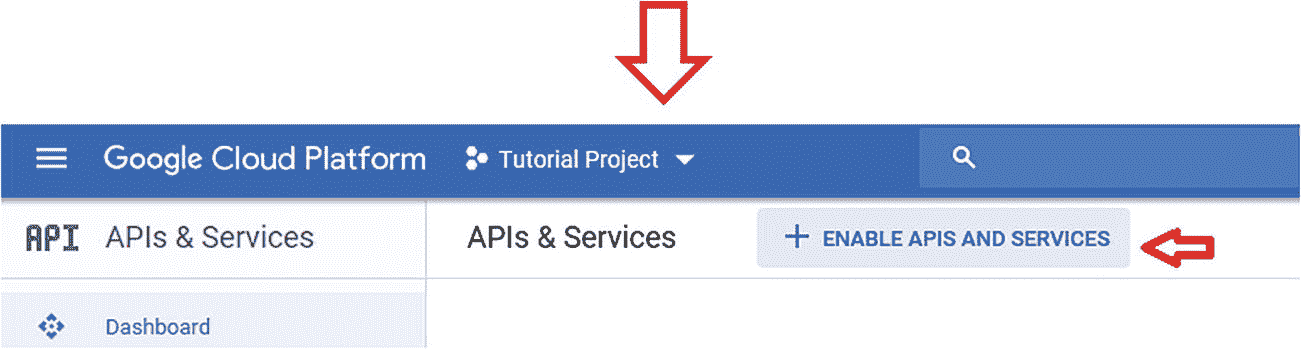 Google Cloud Platform Tutorial Project
API APIs & Services APIs & Services + ENABLE APIS AND SERVICES
Dashboard